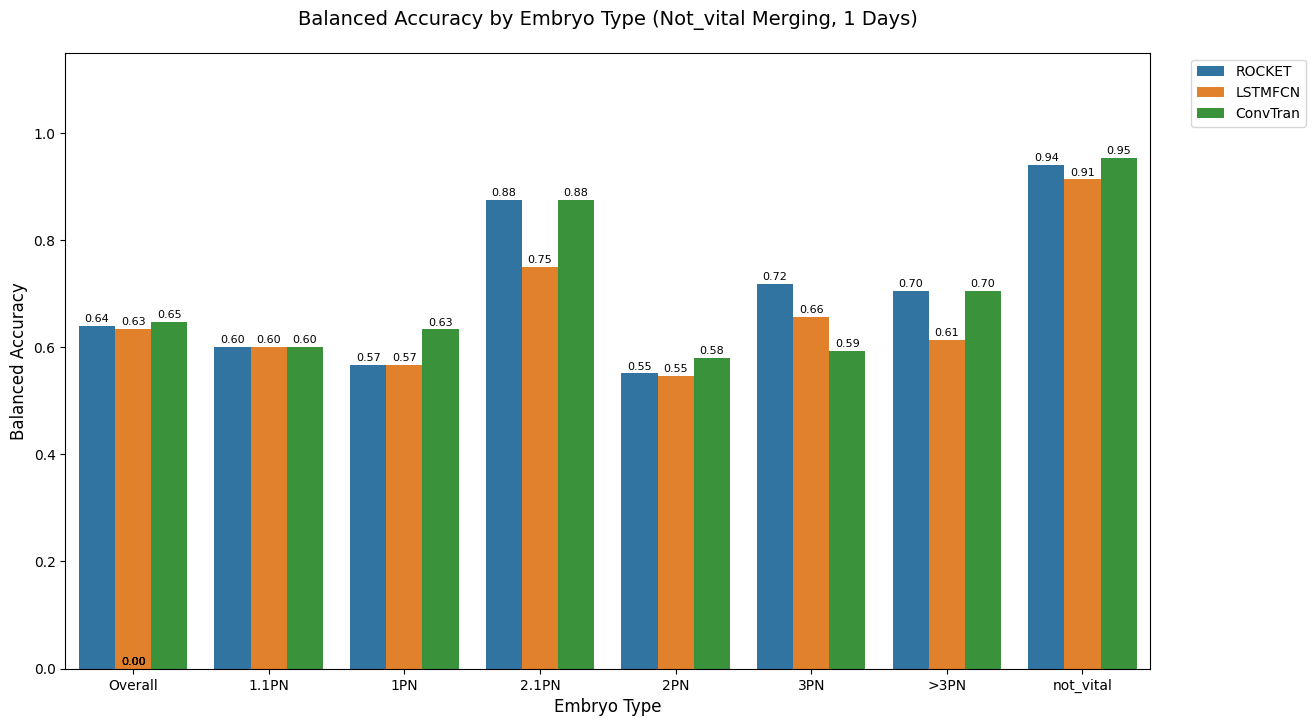 Balanced Accuracy by Embryo Type (Not_vital Merging, 1 Days)
ROCKET
LSTMFCN
ConvTran
Balanced Accuracy
1.0
0.8
0.6
0.4
0.2
0.0
0.64 0.63 0.65
0.00
0.60 0.60 0.60
0.57 0.57 0.63
0.88 0.75 0.88
0.55 0.55 0.58
0.72 0.66 0.59
0.70 0.61 0.70
0.94 0.91 0.95
Overall 1.1PN 1PN 2.1PN 2PN 3PN >3PN not_vital
Embryo Type